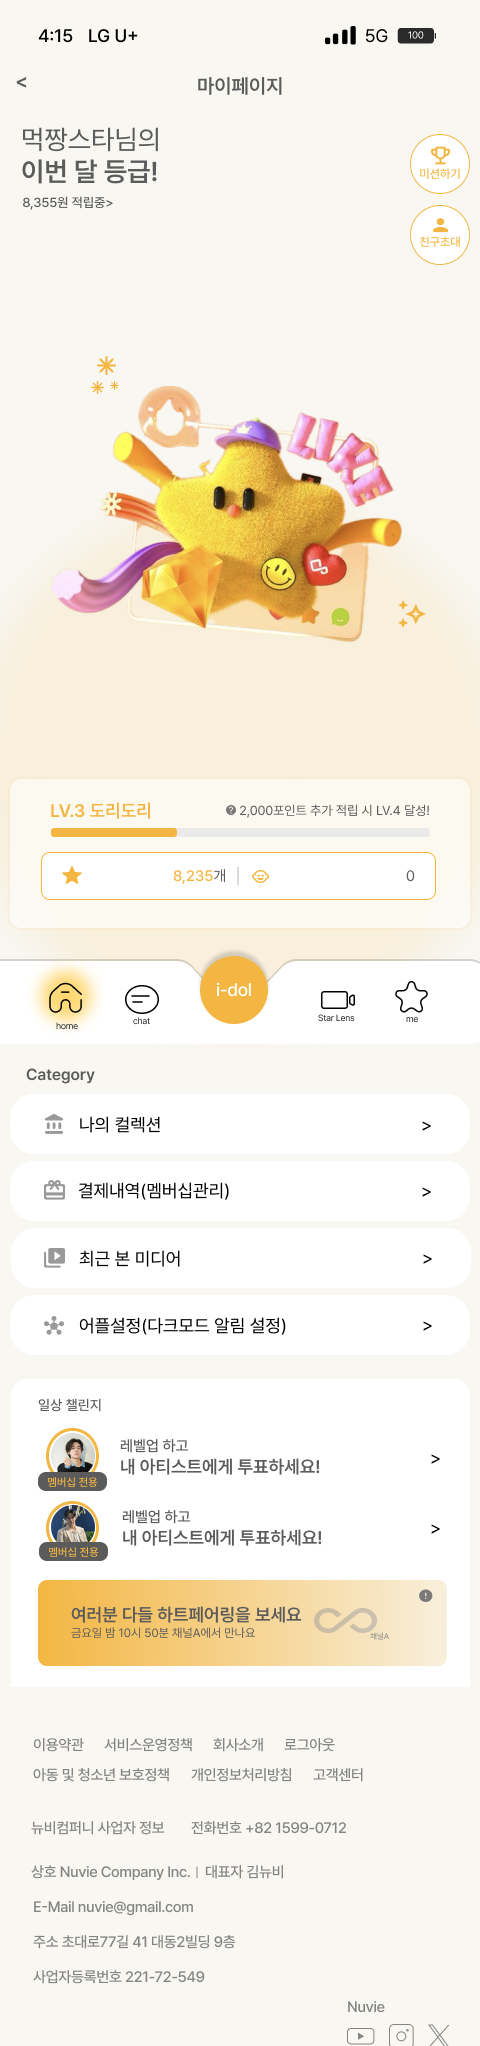 4:15 LG U+ 5G 100
<
마이페이지
먹짱스타님의
이번 달 등급!
8,355원 적립중>
미션하기
친구초대
LIKE
LV.3 도리도리
? 2,000포인트 추가 적립 시 LV.4 달성!
8,235개
0
home
chat
i-dol
Star Lens
me
Category
나의 컬렉션 >
결제내역(멤버십관리) >
최근 본 미디어 >
어플설정(다크모드 알림 설정) >
일상 챌린지
레벨업 하고
내 아티스트에게 투표하세요! >
멤버십 전용
레벨업 하고
내 아티스트에게 투표하세요! >
멤버십 전용
여러분 다들 하트페어링을 보세요
금요일 밤 10시 50분 채널A에서 만나요
채널A
!
이용약관 서비스운영정책 회사소개 로그아웃
아동 및 청소년 보호정책 개인정보처리방침 고객센터
뉴비컴퍼니 사업자 정보 전화번호 +82 1599-0712
상호 Nuvie Company Inc. | 대표자 김뉴비
E-Mail nuvie@gmail.com
주소 초대로77길 41 대동2빌딩 9층
사업자등록번호 221-72-549
Nuvie